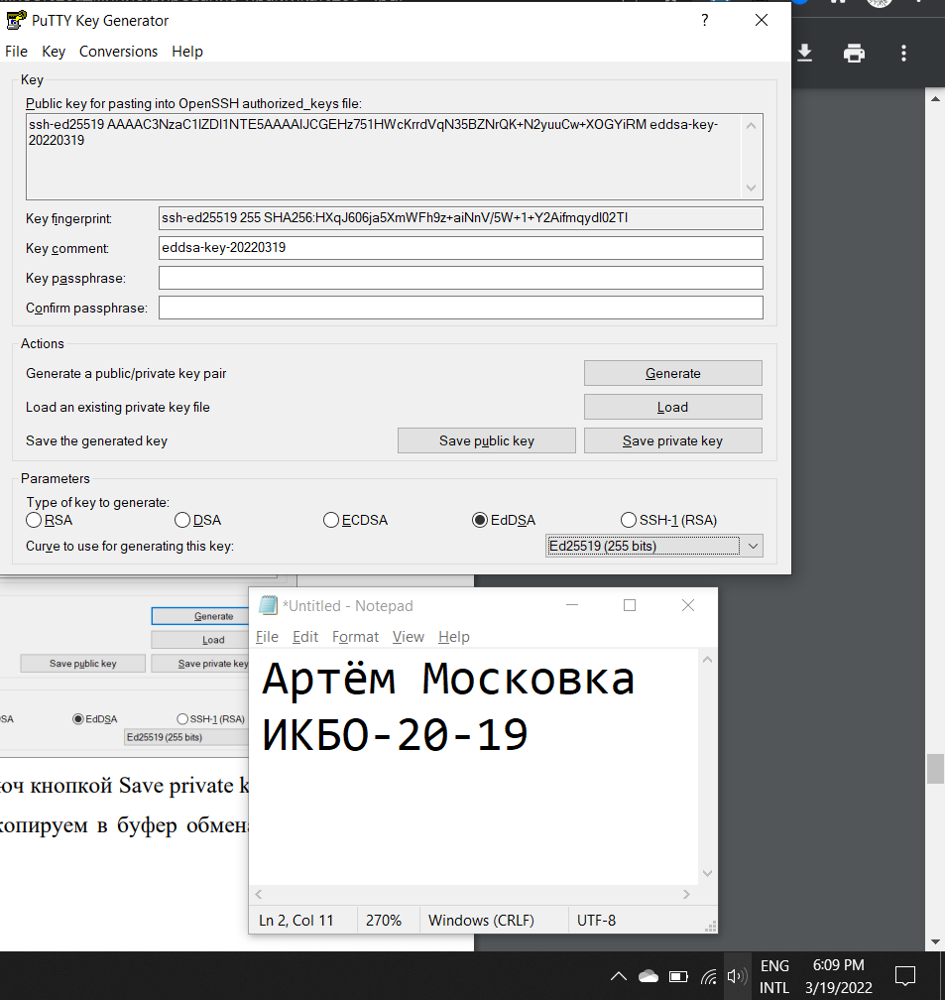 PuTTY Key Generator
?
File Key Conversions Help
Key
Public key for pasting into OpenSSH authorized_keys file:
ssh-ed25519 AAAAC3NzaC1lZDI1NTE5AAAAIJCGEHz751HWcKrrdVqN35BZNrQK+N2yuuCw+XOGYiRM eddsa-key-
20220319
Key fingerprint: ssh-ed25519 255 SHA256:HXqJ606ja5XmWFh9z+aiNnV/5W+1+Y2Aifmqydl02TI
Key comment: eddsa-key-20220319
Key passphrase:
Confirm passphrase:
Actions
Generate a public/private key pair Generate
Load an existing private key file Load
Save the generated key Save public key Save private key
Parameters
Type of key to generate:
RSA DSA ECDSA EdDSA SSH-1 (RSA)
Curve to use for generating this key: Ed25519 (255 bits)
Generate
Load
Save public key Save private key
SA EdDSA SSH-1 (RSA)
Ed25519 (255 bits)
юч кнопкой Save private k
копируем в буфер обмена
*Untitled - Notepad
File Edit Format View Help
Артём Московка
ИКБО-20-19
Ln 2, Col 11 270% Windows (CRLF) UTF-8
ENG 6:09 PM
INTL 3/19/2022